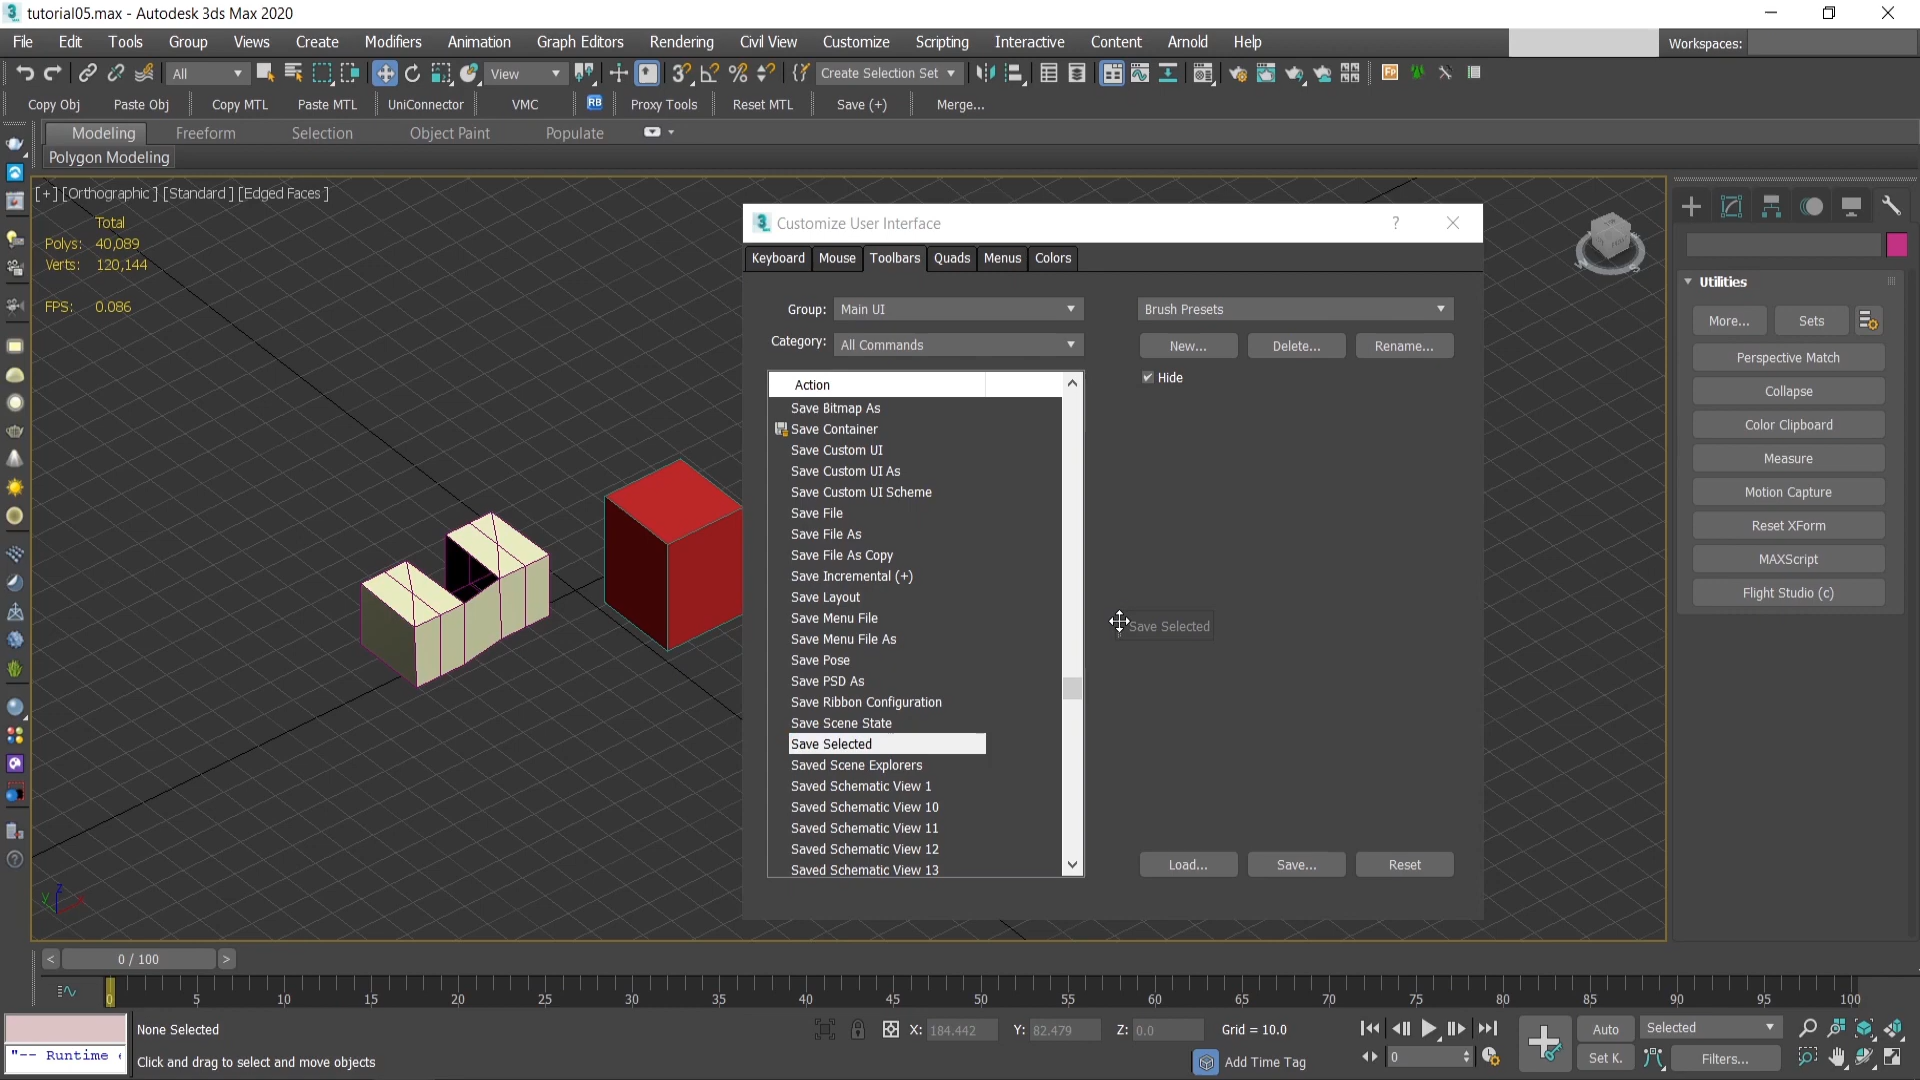 tutorial05.max - Autodesk 3ds Max 2020
File Edit Tools Group Views Create Modifiers Animation Graph Editors Rendering Civil View Customize Scripting Interactive Content Arnold Help Workspaces:
All View Create Selection Set
Copy Obj Paste Obj Copy MTL Paste MTL UniConnector VMC RB Proxy Tools Reset MTL Save (+) Merge...
Modeling Freeform Selection Object Paint Populate
Polygon Modeling
[+] [Orthographic ] [Standard ] [Edged Faces ]
Total
Polys: 40,089
Verts: 120,144
FPS: 0.086
Customize User Interface ?
Keyboard Mouse Toolbars Quads Menus Colors
Group: Main UI
Category: All Commands
Action
Save Bitmap As
Save Container
Save Custom UI
Save Custom UI As
Save Custom UI Scheme
Save File
Save File As
Save File As Copy
Save Incremental (+)
Save Layout
Save Menu File
Save Menu File As
Save Pose
Save PSD As
Save Ribbon Configuration
Save Scene State
Save Selected
Saved Scene Explorers
Saved Schematic View 1
Saved Schematic View 10
Saved Schematic View 11
Saved Schematic View 12
Saved Schematic View 13
Brush Presets
New... Delete... Rename...
Hide
Save Selected
Load... Save... Reset
Utilities
More... Sets
Perspective Match
Collapse
Color Clipboard
Measure
Motion Capture
Reset XForm
MAXScript
Flight Studio (c)
z
y
x
< 0 / 100 >
0 5 10 15 20 25 30 35 40 45 50 55 60 65 70 75 80 85 90 95 100
None Selected X: 184.442 Y: 82.479 Z: 0.0 Grid = 10.0 Auto Selected
"-- Runtime Click and drag to select and move objects Add Time Tag 0 Set K. Filters...